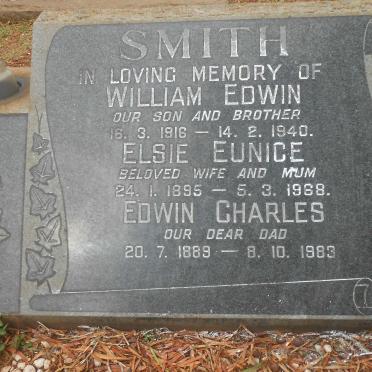 SMITH
IN LOVING MEMORY OF
WILLIAM EDWIN
OUR SON AND BROTHER
16. 3. 1916 — 14. 2. 1940.
ELSIE EUNICE
BELOVED WIFE AND MUM
24. 1. 1895 — 5. 3. 1968.
EDWIN CHARLES
OUR DEAR DAD
20. 7. 1889 — 8. 10. 1983